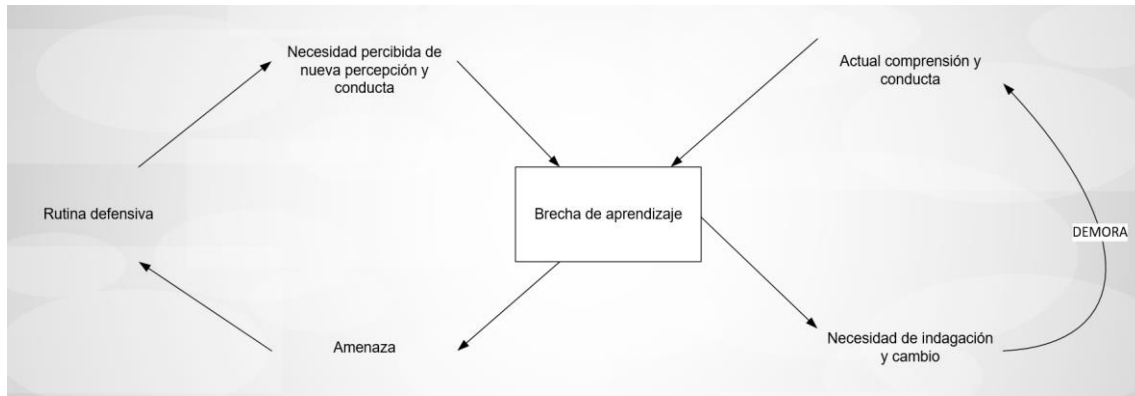 Necesidad percibida de
nueva percepción y
conducta
Actual comprensión y
conducta
Rutina defensiva
Brecha de aprendizaje
DEMORA
Amenaza
Necesidad de indagación
y cambio